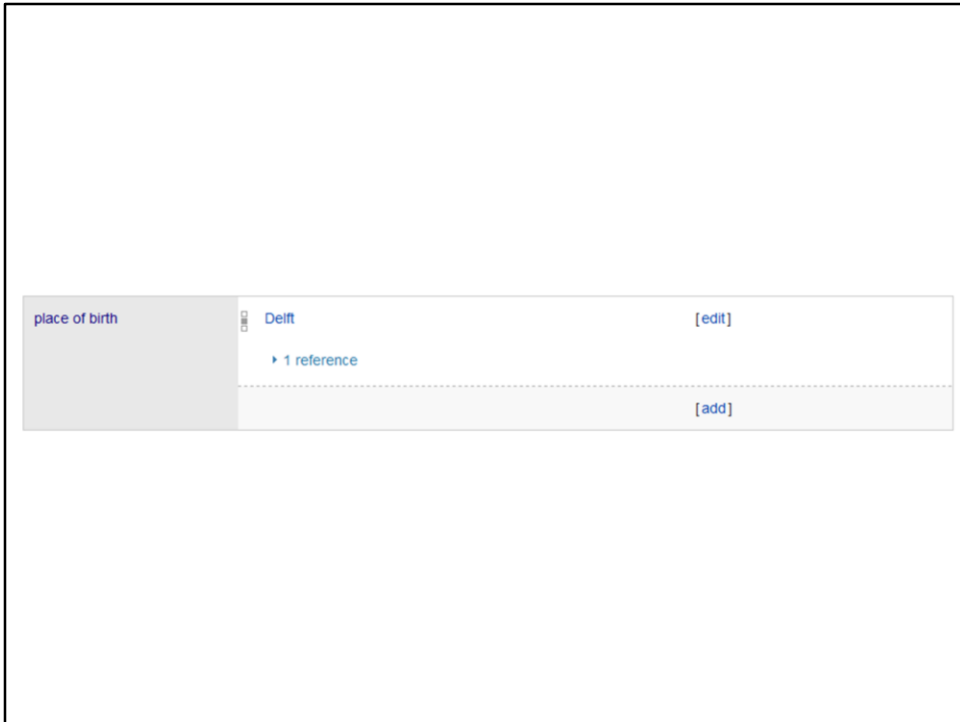 place of birth Delft [edit]
1 reference
[add]